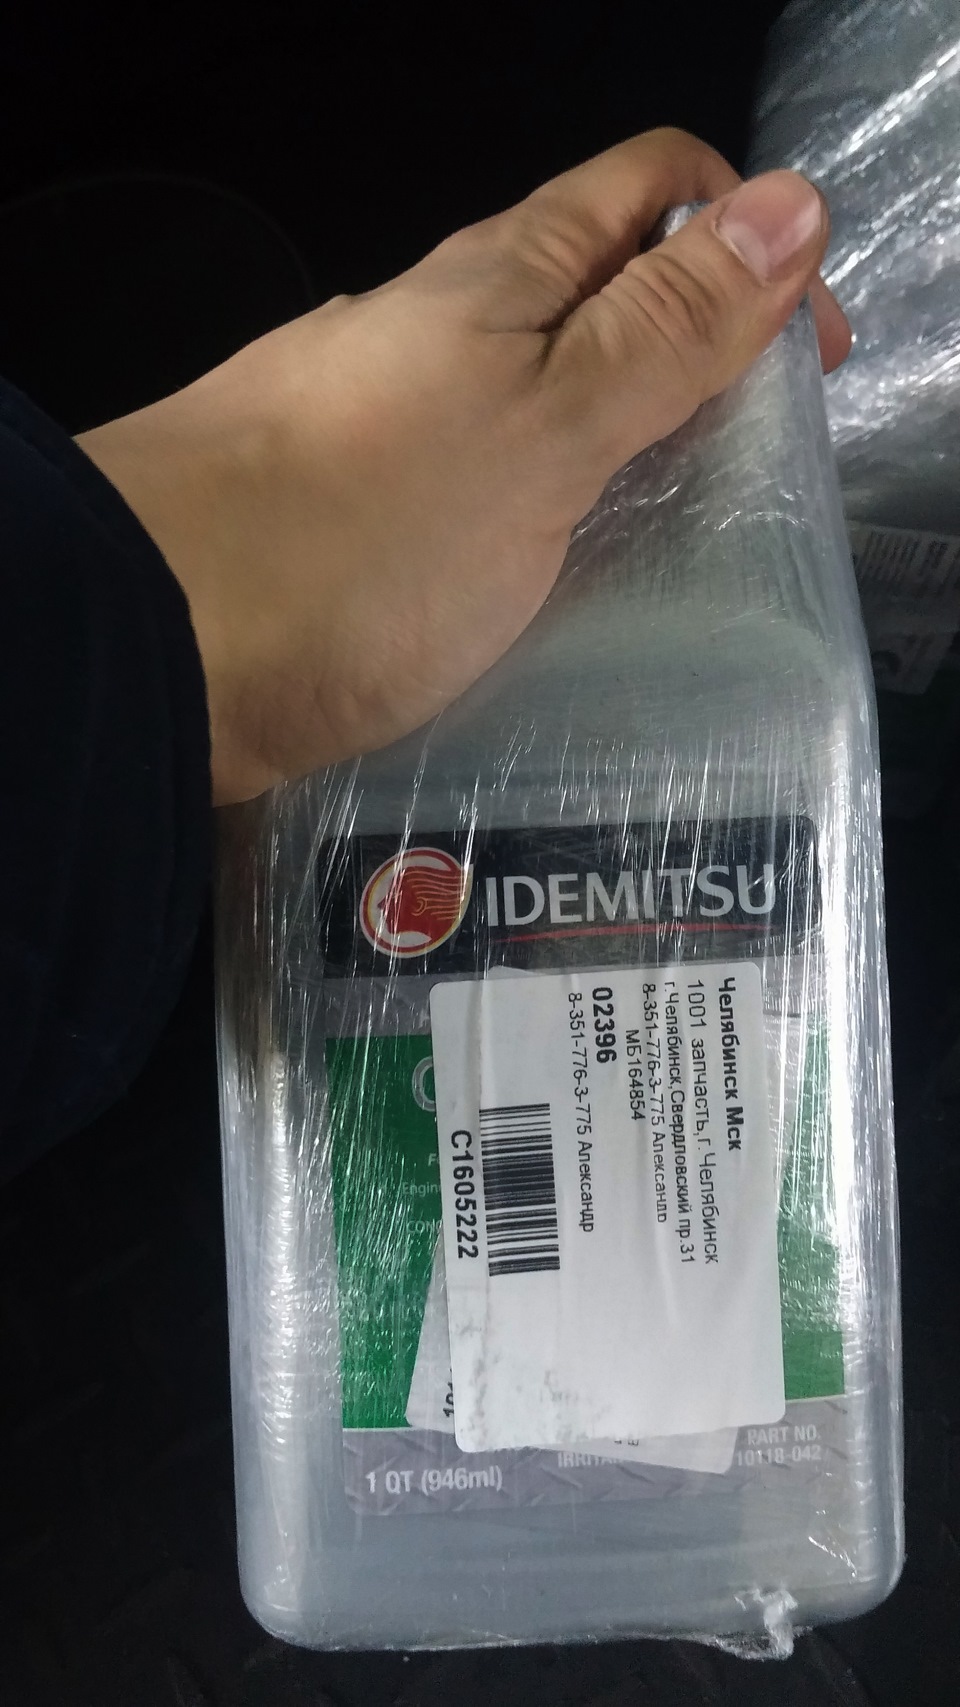 IDEMITSU
Челябинск Мск
1001 запчасть,г. Челябинск
г.Челябинск,Свердловский пр.31
8-351-776-3-775 Александр
МБ164854
02396
8-351-776-3-775 Александр
C1605222
1 QT (946ml)
PART NO.
10118-042